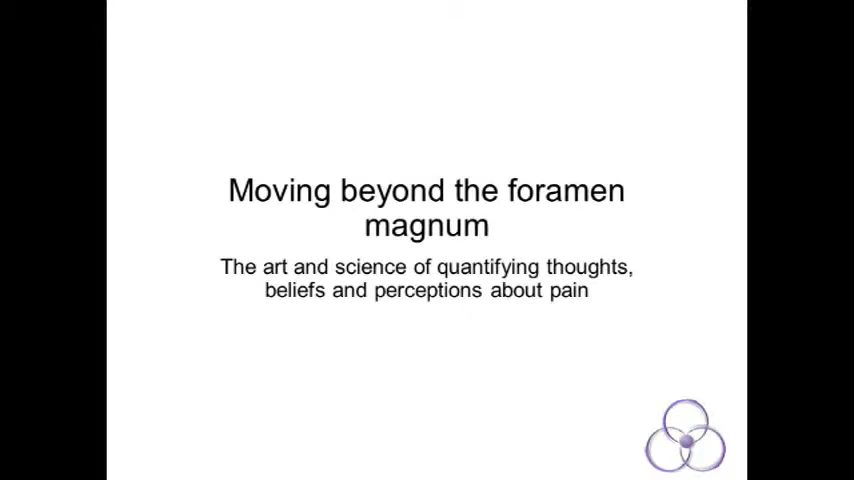 Moving beyond the foramen
magnum
The art and science of quantifying thoughts,
beliefs and perceptions about pain